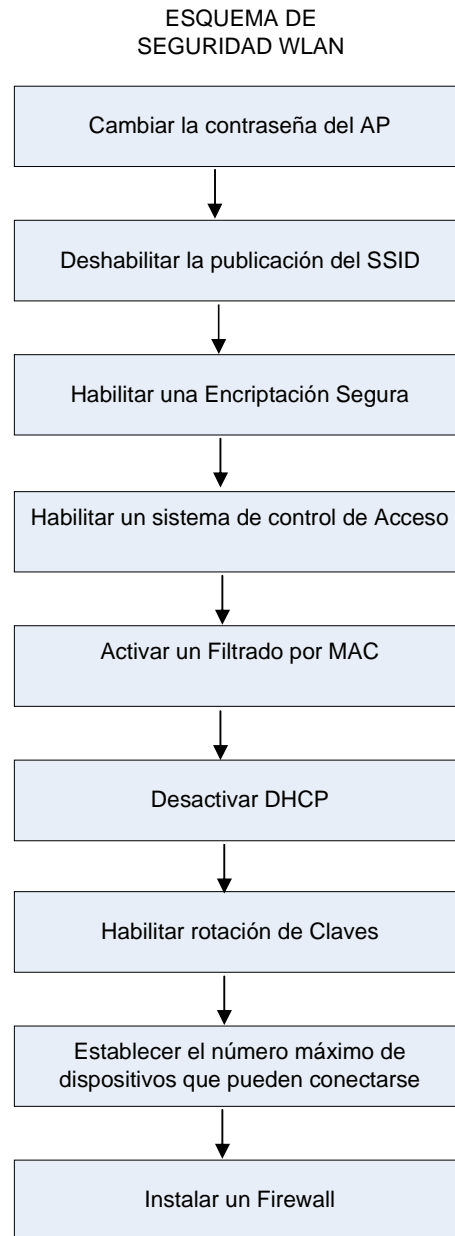 ESQUEMA DE
SEGURIDAD WLAN
Cambiar la contraseña del AP
Deshabilitar la publicación del SSID
Habilitar una Encriptación Segura
Habilitar un sistema de control de Acceso
Activar un Filtrado por MAC
Desactivar DHCP
Habilitar rotación de Claves
Establecer el número máximo de
dispositivos que pueden conectarse
Instalar un Firewall